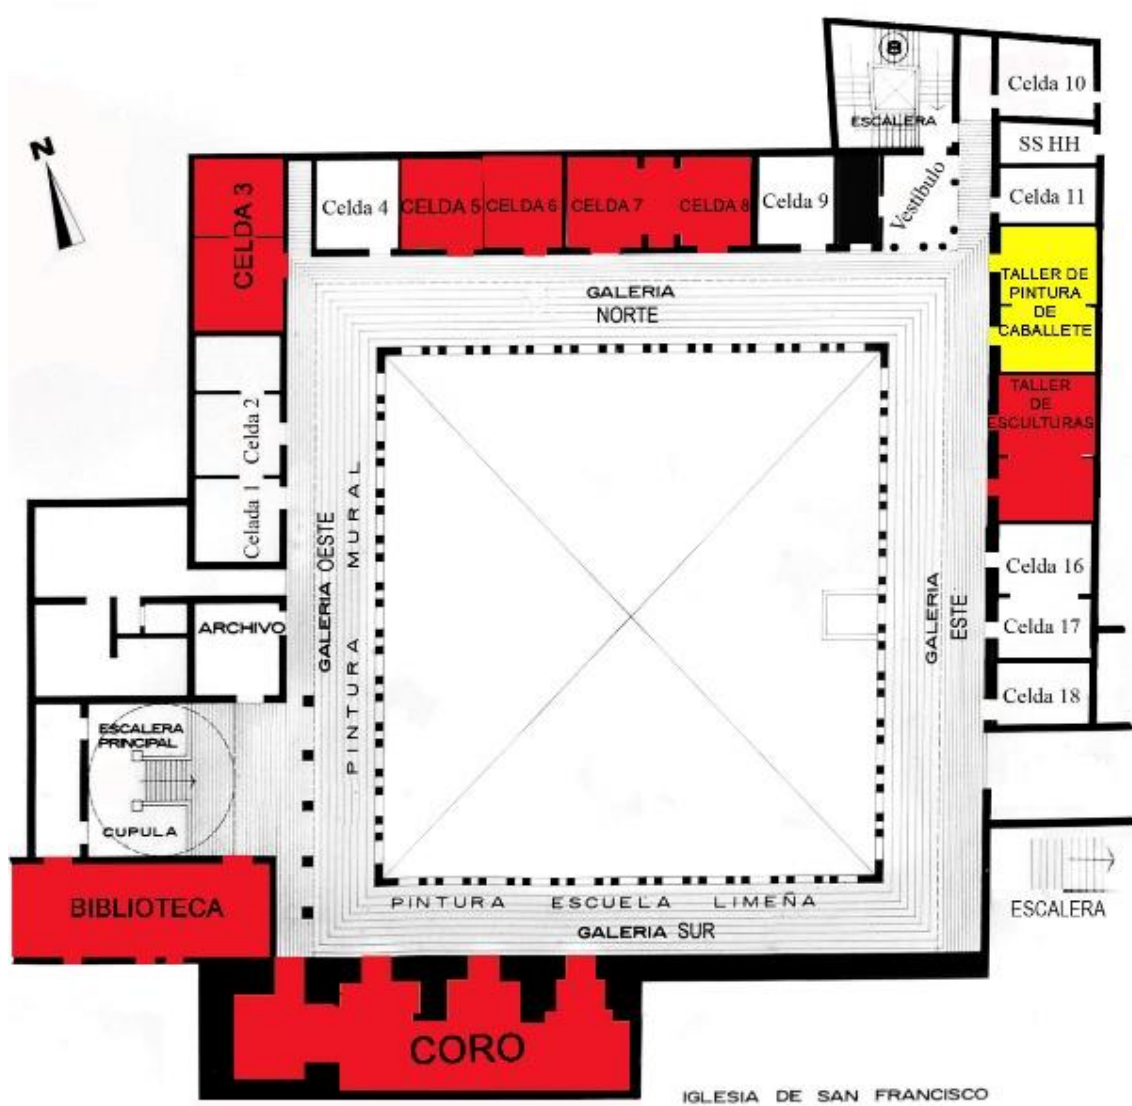 B
ESCALERA
Celda 10
SS HH
Celda 11
Vestíbulo
N
CELDA 3
Celda 4
CELDA 5
CELDA 6
CELDA 7
CELDA 8
Celda 9
GALERIA
NORTE
TALLER DE
PINTURA
DE
CABALLETE
TALLER
DE
ESCULTURAS
Celda 2
Celada 1
GALERIA OESTE
PINTURA MURAL
GALERIA
ESTE
Celda 16
Celda 17
Celda 18
ARCHIVO
ESCALERA
PRINCIPAL
CUPULA
BIBLIOTECA
PINTURA ESCUELA LIMEÑA
GALERIA SUR
ESCALERA
CORO
IGLESIA DE SAN FRANCISCO